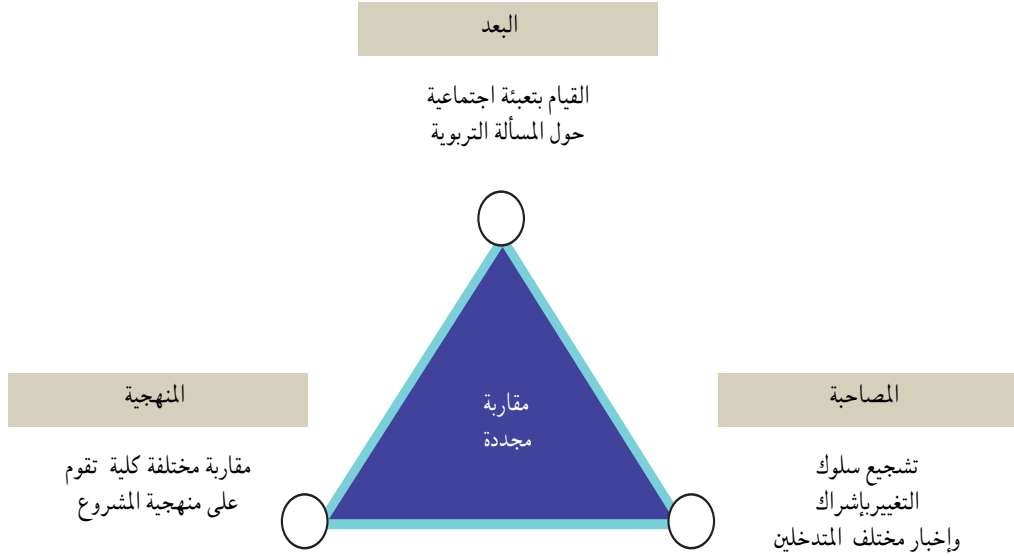 البعد
القيام بتعبئة اجتماعية
حول المسألة التربوية
المصاحبة
تشجيع سلوك
التغييربإشراك
وإخبار مختلف المتدخلين
مقاربة
مجددة
المنهجية
مقاربة مختلفة كلية تقوم
على منهجية المشروع